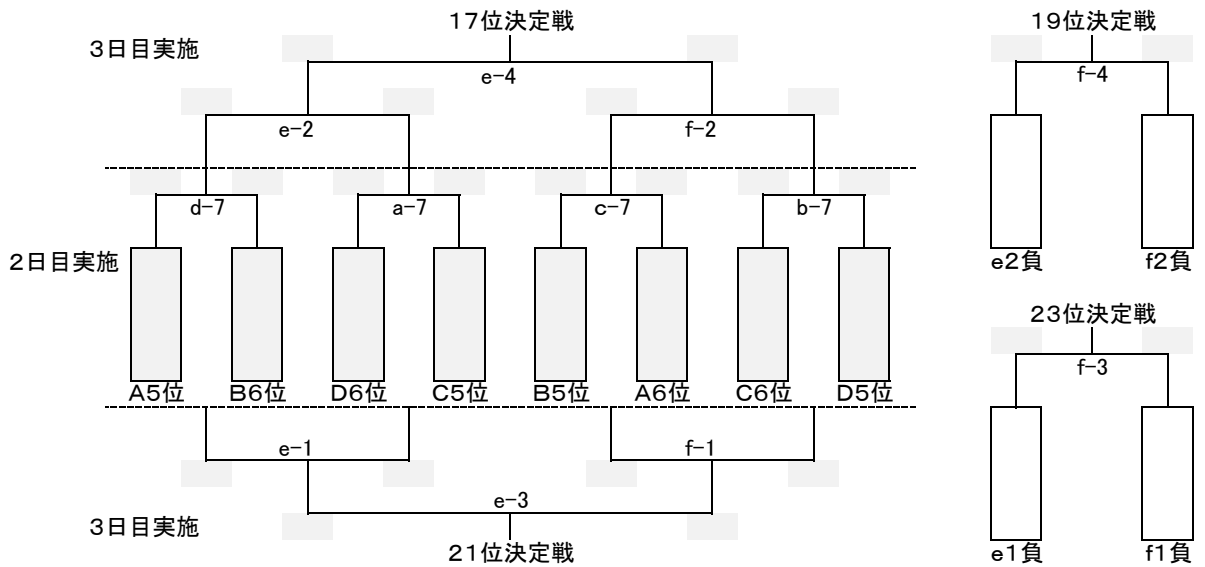 17位決定戦
19位決定戦
3日目実施
e-4
f-4
e-2
f-2
d-7
a-7
c-7
b-7
2日目実施
e2負
f2負
23位決定戦
f-3
A5位
B6位
D6位
C5位
B5位
A6位
C6位
D5位
e-1
f-1
e-3
3日目実施
21位決定戦
e1負
f1負